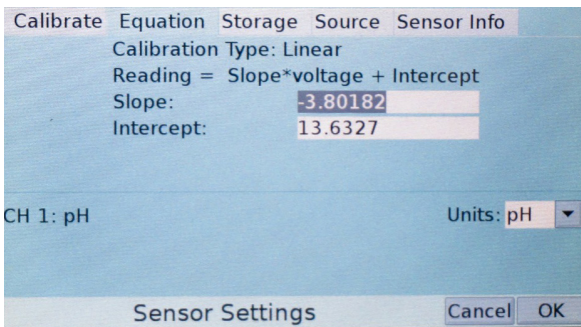 Calibrate Equation Storage Source Sensor Info
Calibration Type: Linear
Reading = Slope*voltage + Intercept
Slope: -3.80182
Intercept: 13.6327
CH 1: pH Units: pH
Sensor Settings Cancel OK